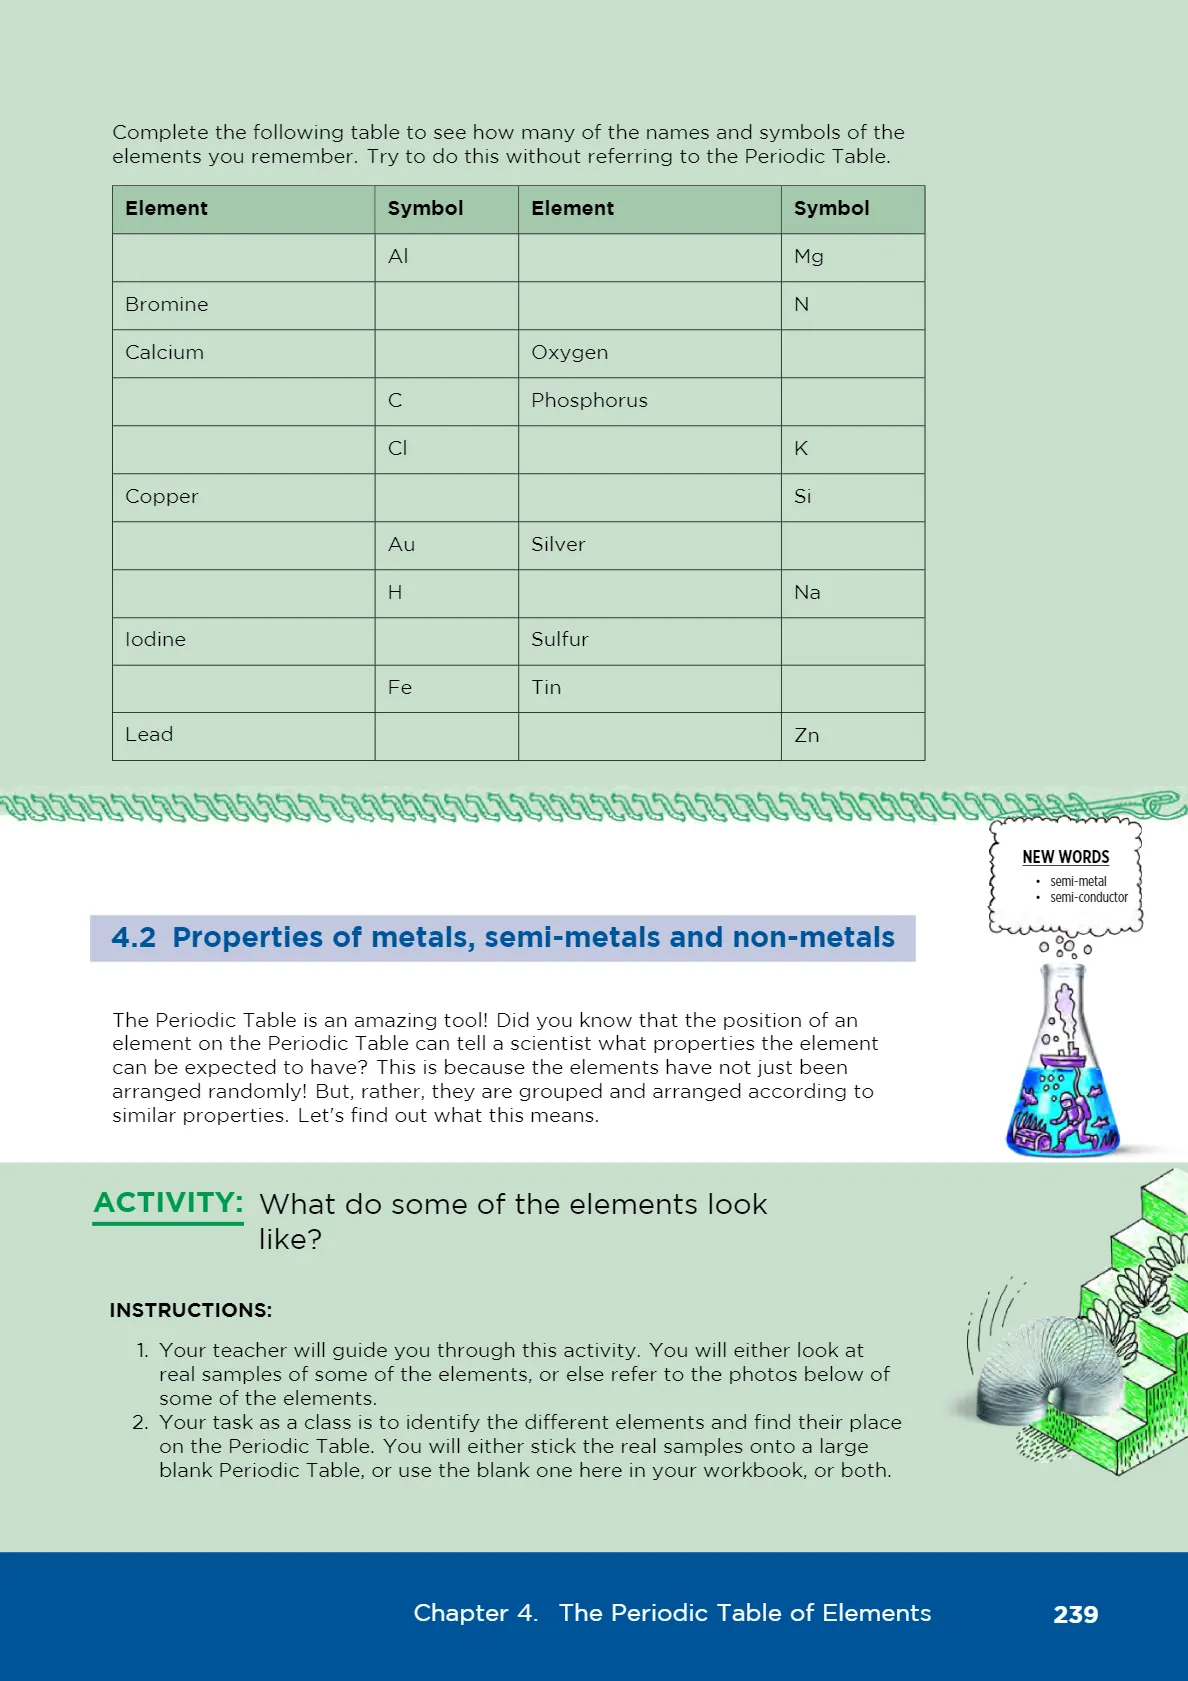 Complete the following table to see how many of the names and symbols of the
elements you remember. Try to do this without referring to the Periodic Table.
Element Symbol Element Symbol
Al Mg
Bromine N
Calcium Oxygen
C Phosphorus
Cl K
Copper Si
Au Silver
H Na
Iodine Sulfur
Fe Tin
Lead Zn
NEW WORDS
• semi-metal
• semi-conductor
4.2 Properties of metals, semi-metals and non-metals
The Periodic Table is an amazing tool! Did you know that the position of an
element on the Periodic Table can tell a scientist what properties the element
can be expected to have? This is because the elements have not just been
arranged randomly! But, rather, they are grouped and arranged according to
similar properties. Let's find out what this means.
ACTIVITY: What do some of the elements look
like?
INSTRUCTIONS:
1. Your teacher will guide you through this activity. You will either look at
real samples of some of the elements, or else refer to the photos below of
some of the elements.
2. Your task as a class is to identify the different elements and find their place
on the Periodic Table. You will either stick the real samples onto a large
blank Periodic Table, or use the blank one here in your workbook, or both.
Chapter 4. The Periodic Table of Elements 239